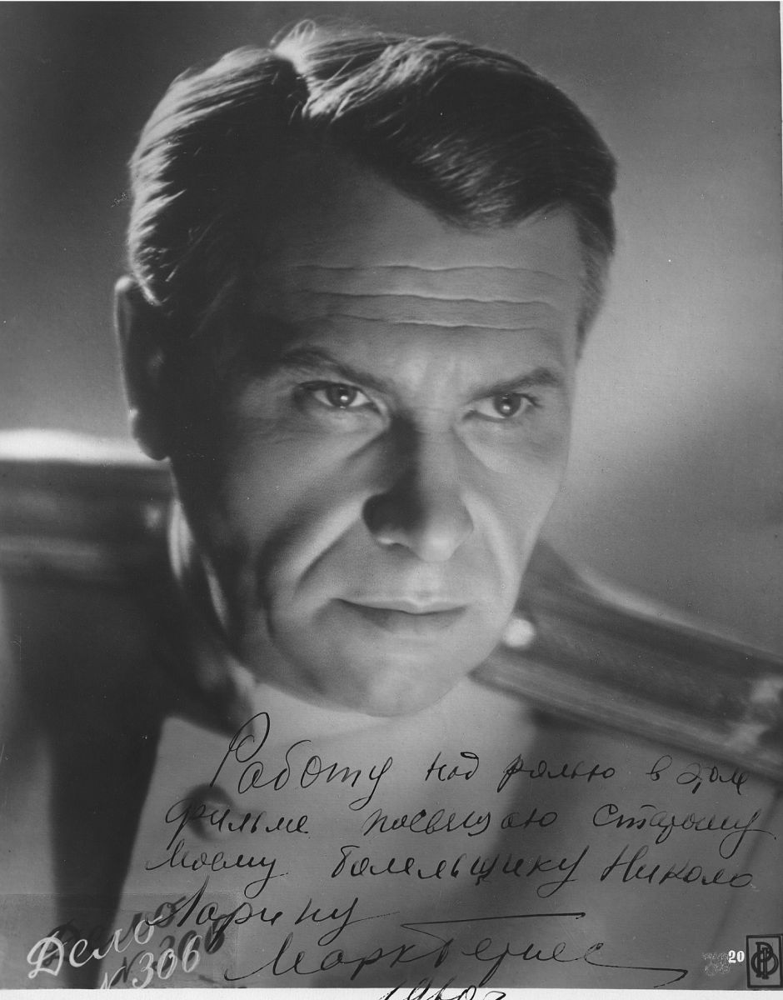 Работу над ролью в этом
фильме посвящаю старому
моему болельщику Николо
Ларину
Марк Бернес
Дело
№306
20